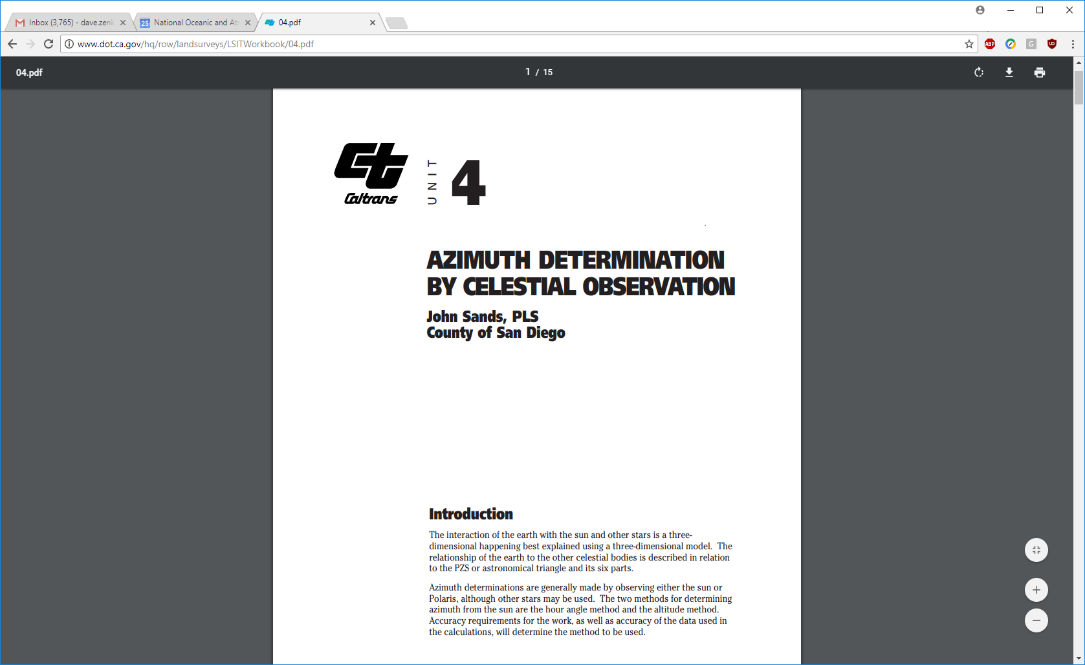 Inbox (3,765) - dave.zen
National Oceanic and At
04.pdf
www.dot.ca.gov/hq/row/landsurveys/LSITWorkbook/04.pdf
04.pdf
1 / 15
Caltrans
UNIT
4
AZIMUTH DETERMINATION
BY CELESTIAL OBSERVATION
John Sands, PLS
County of San Diego
Introduction
The interaction of the earth with the sun and other stars is a three-
dimensional happening best explained using a three-dimensional model. The
relationship of the earth to the other celestial bodies is described in relation
to the PZS or astronomical triangle and its six parts.
Azimuth determinations are generally made by observing either the sun or
Polaris, although other stars may be used. The two methods for determining
azimuth from the sun are the hour angle method and the altitude method.
Accuracy requirements for the work, as well as accuracy of the data used in
the calculations, will determine the method to be used.